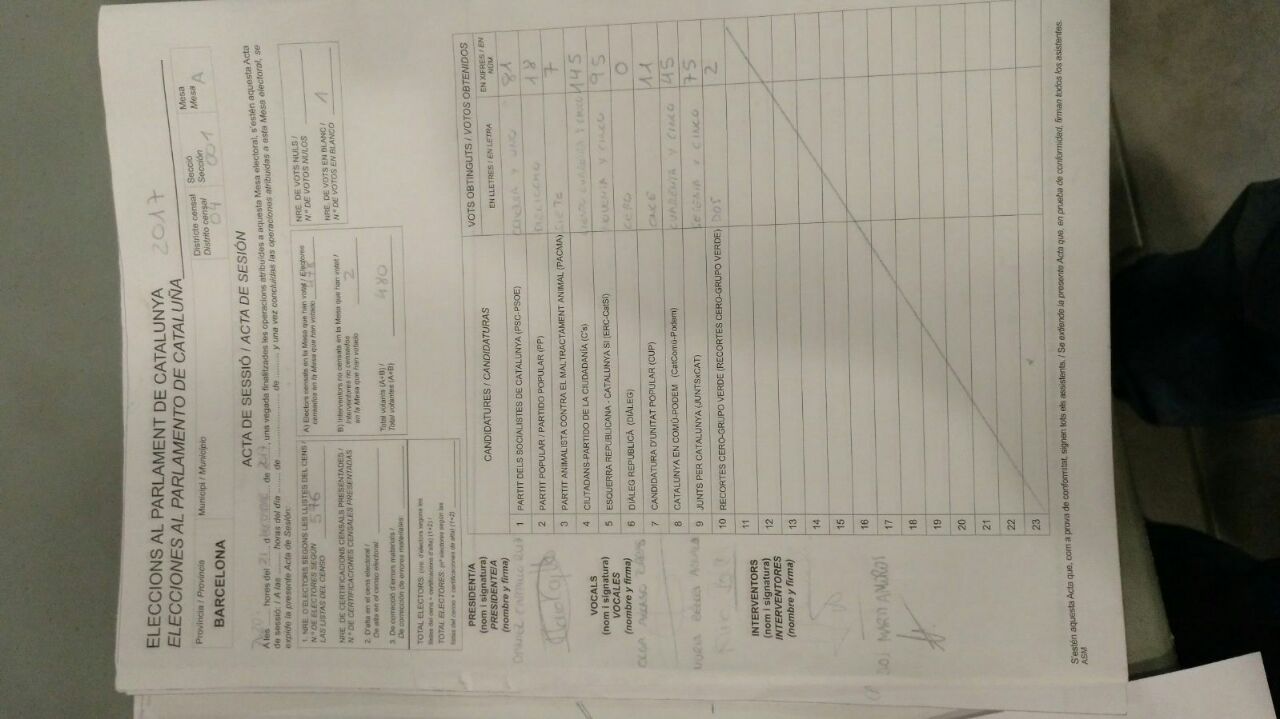 ELECCIONS AL PARLAMENT DE CATALUNYA 2017
ELECCIONES AL PARLAMENTO DE CATALUÑA
Província / Provincia
BARCELONA
Municipi / Municipio
Districte censal
Distrito censal
04
Secció
Sección
001
Mesa
Mesa A
ACTA DE SESSIÓ / ACTA DE SESIÓN
A les hores del 21 d de 2017, una vegada finalitzades les operacions atribuïdes a aquesta Mesa electoral, s'estén aquesta Acta
de sessió. / A las horas del día de de y una vez concluidas las operaciones atribuidas a esta Mesa electoral, se
expide la presente Acta de Sesión:
1. NRE. D'ELECTORS SEGONS LES LLISTES DEL CENS /
N.º DE ELECTORES SEGÚN
LAS LISTAS DEL CENSO 576
NRE. DE CERTIFICACIONS CENSALS PRESENTADES /
N.º DE CERTIFICACIONES CENSALES PRESENTADAS
2. D'alta en el cens electoral /
De alta en el censo electoral
3. De correcció d'errors materials /
De corrección de errores materiales
TOTAL ELECTORS: (nre. d'electors segons les
llistes del cens + certificacions d'alta) (1+2) /
TOTAL ELECTORES: (nº electores según las
listas del censo + certificaciones de alta) (1+2)
A) Electors censats en la Mesa que han votat / Electores
censados en la Mesa que han votado 478
B) Interventors no censats en la Mesa que han votat /
Interventores no censados
en la Mesa que han votado 2
Total votants (A+B) /
Total votantes (A+B) 480
NRE. DE VOTS NULS /
N.º DE VOTOS NULOS
NRE. DE VOTS EN BLANC /
N.º DE VOTOS EN BLANCO 1
CANDIDATURES / CANDIDATURAS
VOTS OBTINGUTS / VOTOS OBTENIDOS
EN LLETRES / EN LETRA
EN XIFRES / EN NÚM.
1 PARTIT DELS SOCIALISTES DE CATALUNYA (PSC-PSOE) OCHENTA Y UNO 81
2 PARTIT POPULAR / PARTIDO POPULAR (PP) DIECIOCHO 18
3 PARTIT ANIMALISTA CONTRA EL MALTRACTAMENT ANIMAL (PACMA) SIETE 7
4 CIUTADANS-PARTIDO DE LA CIUDADANÍA (C's) CIENTO CUARENTA Y CINCO 145
5 ESQUERRA REPUBLICANA - CATALUNYA SÍ (ERC-CatSí) NOVENTA Y CINCO 95
6 DIÀLEG REPUBLICÀ (DIÀLEG) CERO 0
7 CANDIDATURA D'UNITAT POPULAR (CUP) ONCE 11
8 CATALUNYA EN COMÚ-PODEM (CatComú-Podem) CUARENTA Y CINCO 45
9 JUNTS PER CATALUNYA (JUNTSxCAT) SETENTA Y CINCO 75
10 RECORTES CERO-GRUPO VERDE (RECORTES CERO-GRUPO VERDE) DOS 2
11
12
13
14
15
16
17
18
19
20
21
22
23
PRESIDENT/A
(nom i signatura)
PRESIDENTE/A
(nombre y firma)
VOCALS
(nom i signatura)
VOCALES
(nombre y firma)
INTERVENTORS
(nom i signatura)
INTERVENTORES
(nombre y firma)
S'estén aquesta Acta que, com a prova de conformitat, signen tots els assistents. / Se extiende la presente Acta que, en prueba de conformidad, firman todos los asistentes.
ASM